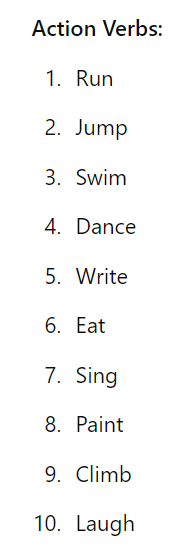 Action Verbs:
1. Run
2. Jump
3. Swim
4. Dance
5. Write
6. Eat
7. Sing
8. Paint
9. Climb
10. Laugh